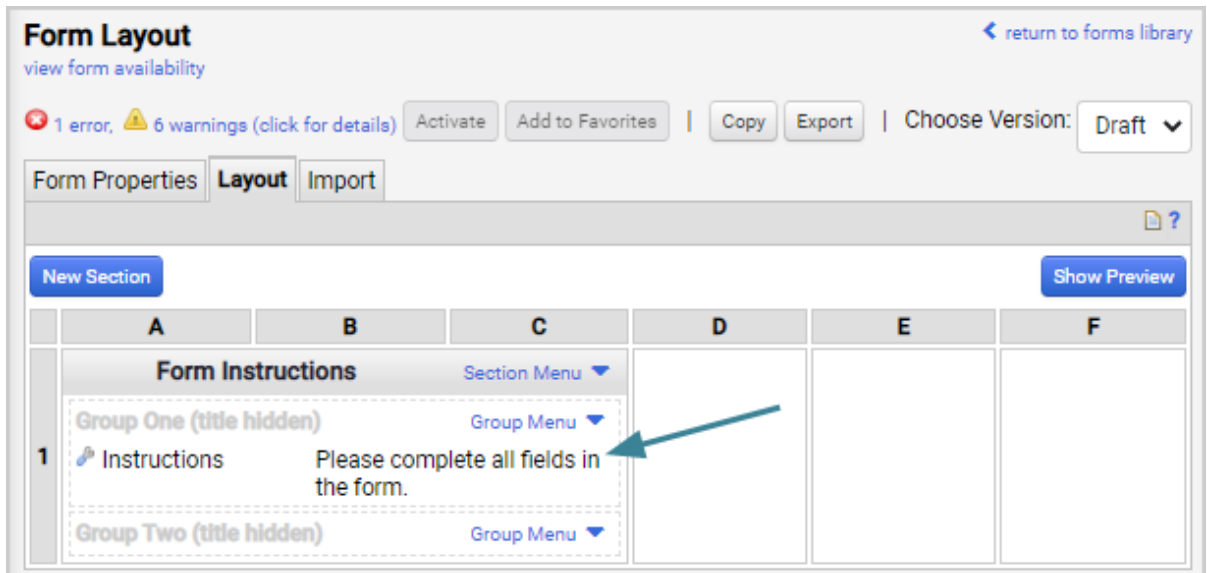 Form Layout
return to forms library
view form availability
1 error, 6 warnings (click for details) Activate Add to Favorites | Copy Export | Choose Version: Draft
Form Properties Layout Import
?
New Section Show Preview
A B C D E F
Form Instructions Section Menu
Group One (title hidden) Group Menu
1 Instructions Please complete all fields in
the form.
Group Two (title hidden) Group Menu